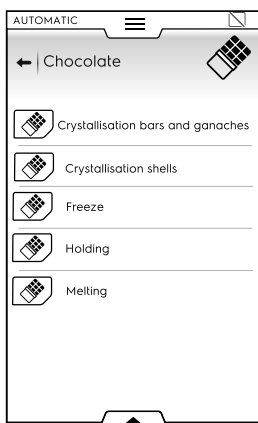 AUTOMATIC
Chocolate
Crystallisation bars and ganaches
Crystallisation shells
Freeze
Holding
Melting